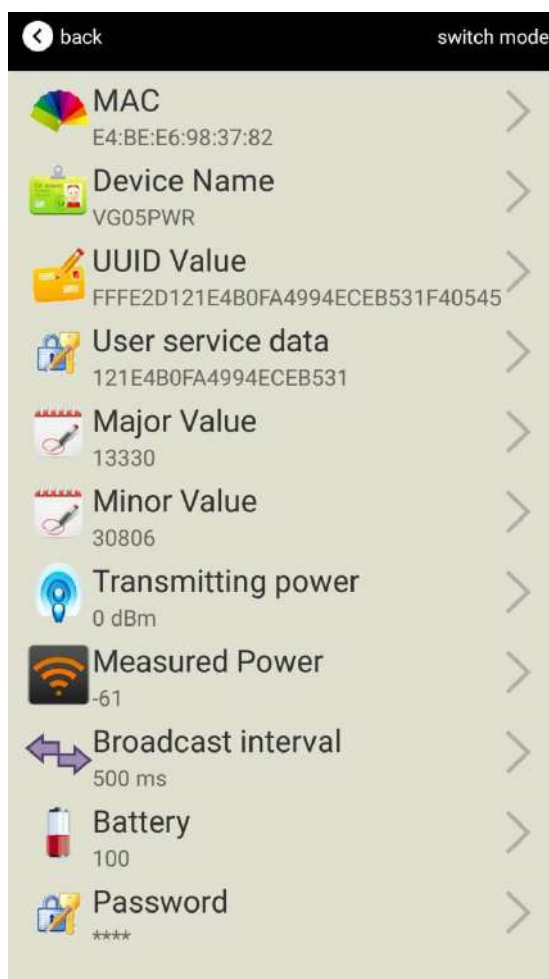 back
switch mode
MAC
E4:BE:E6:98:37:82
Device Name
VG05PWR
UUID Value
FFFE2D121E4B0FA4994ECEB531F40545
User service data
121E4B0FA4994ECEB531
Major Value
13330
Minor Value
30806
Transmitting power
0 dBm
Measured Power
-61
Broadcast interval
500 ms
Battery
100
Password
****